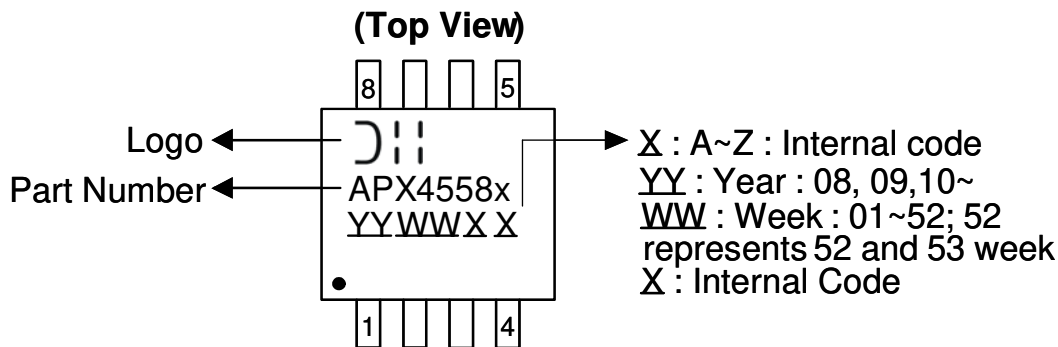 (Top View)
8 5
Logo
Part Number
APX4558x
YYWWX X
1 4
X : A~Z : Internal code
YY : Year : 08, 09,10~
WW : Week : 01~52; 52
represents 52 and 53 week
X : Internal Code